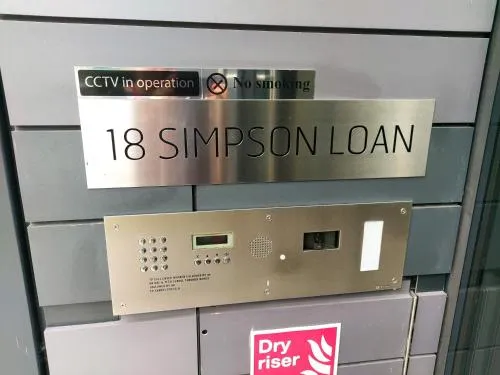 CCTV in operation
No smoking
18 SIMPSON LOAN
Dry
riser